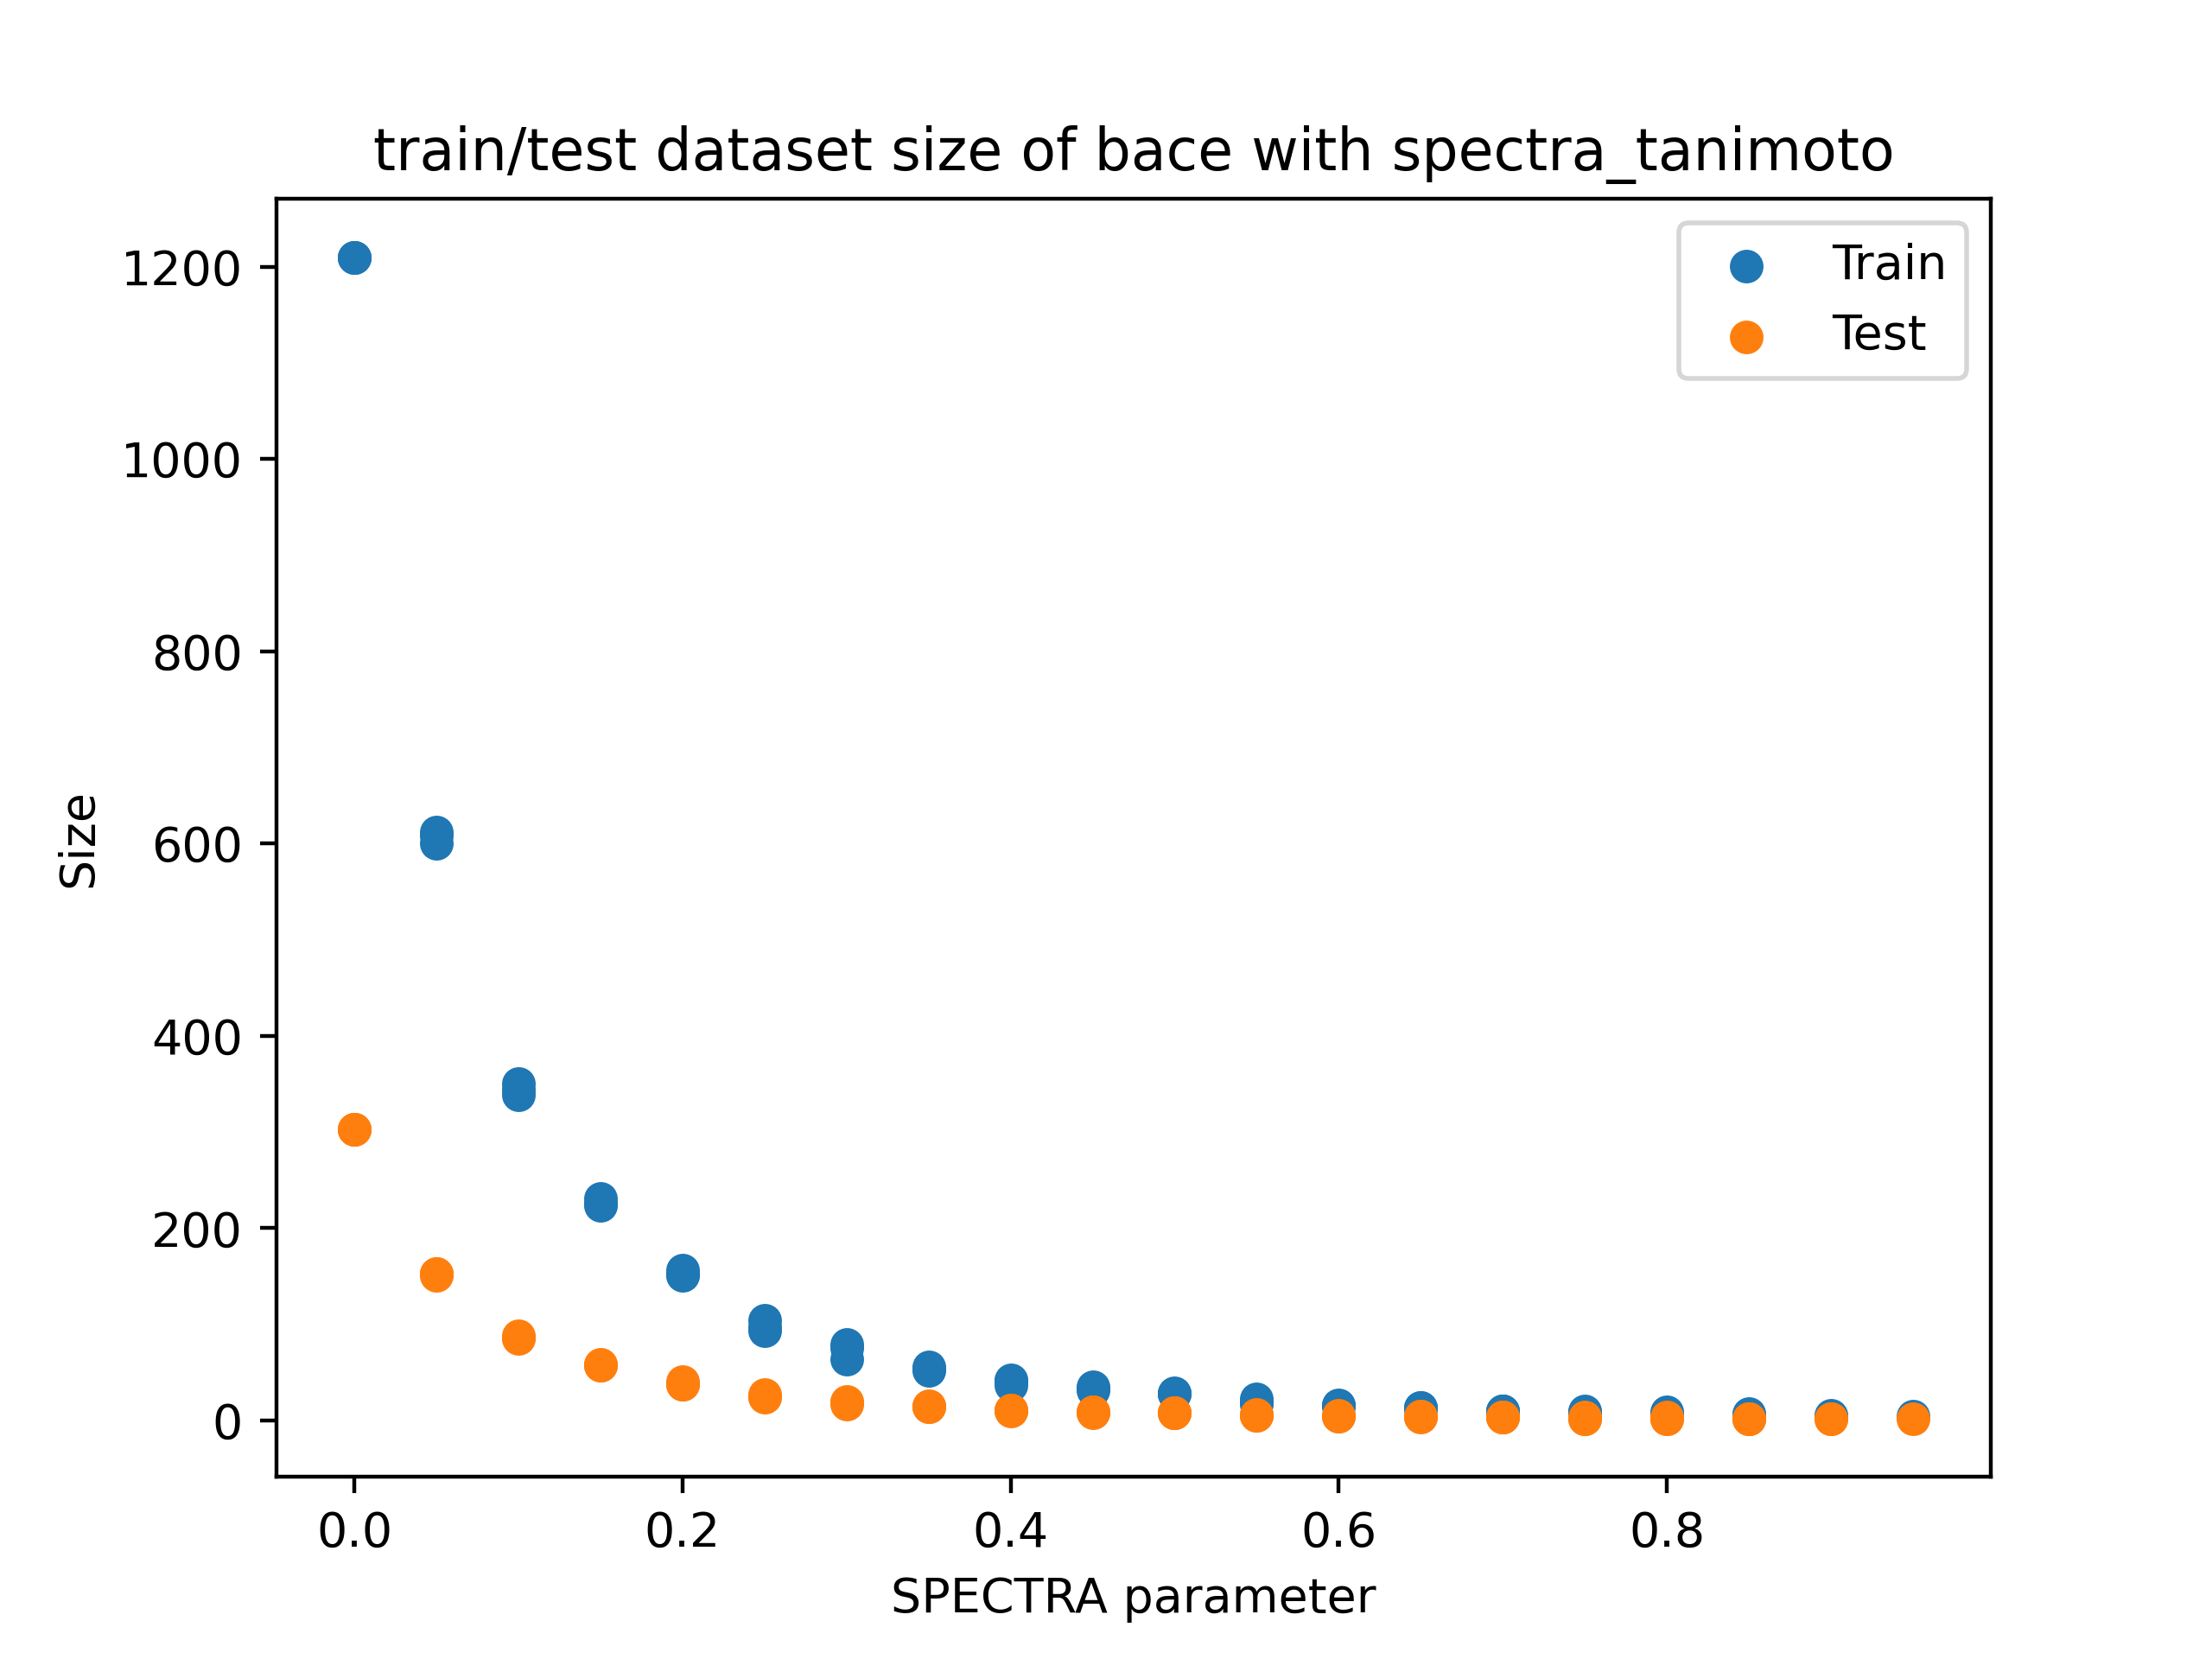 train/test dataset size of bace with spectra_tanimoto
Train
Test
1200
1000
800
600
400
200
0
Size
0.0 0.2 0.4 0.6 0.8
SPECTRA parameter